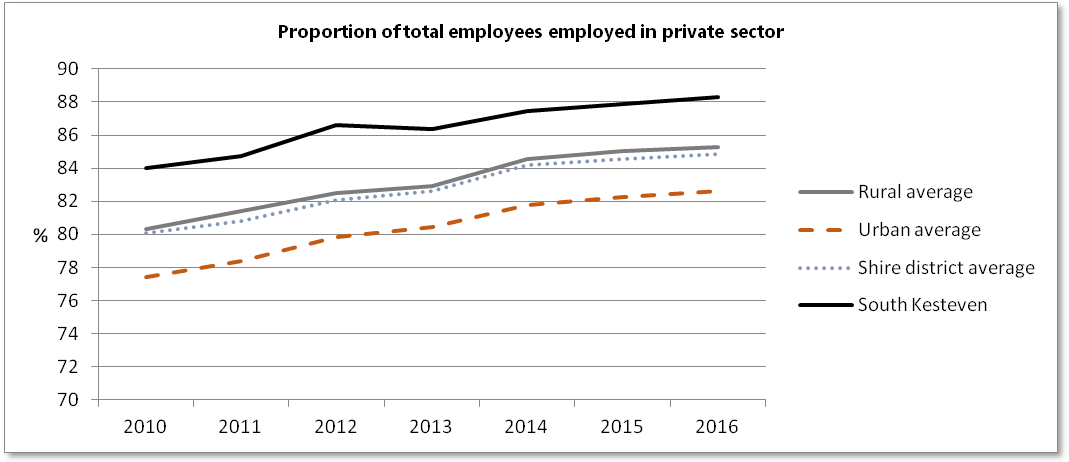 Proportion of total employees employed in private sector
90
88
86
84
82
80
78
76
74
72
70
%
2010 2011 2012 2013 2014 2015 2016
Rural average
Urban average
Shire district average
South Kesteven